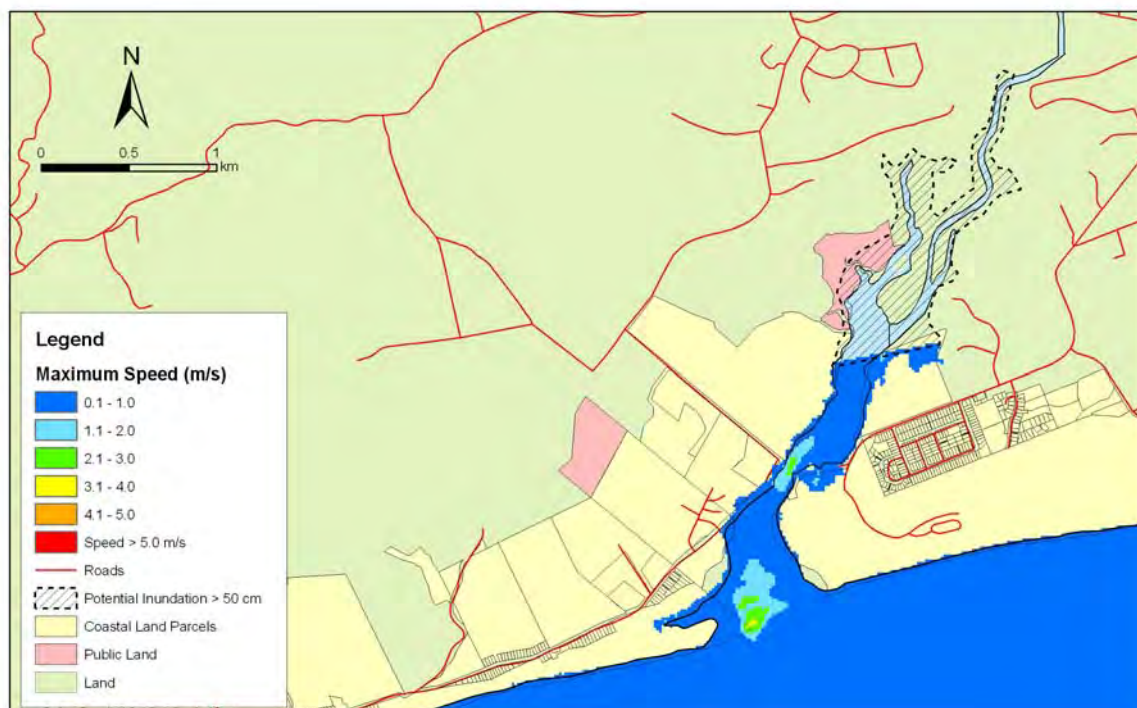 N
0 0.5 1
km
Legend
Maximum Speed (m/s)
0.1 - 1.0
1.1 - 2.0
2.1 - 3.0
3.1 - 4.0
4.1 - 5.0
Speed > 5.0 m/s
Roads
Potential Inundation > 50 cm
Coastal Land Parcels
Public Land
Land